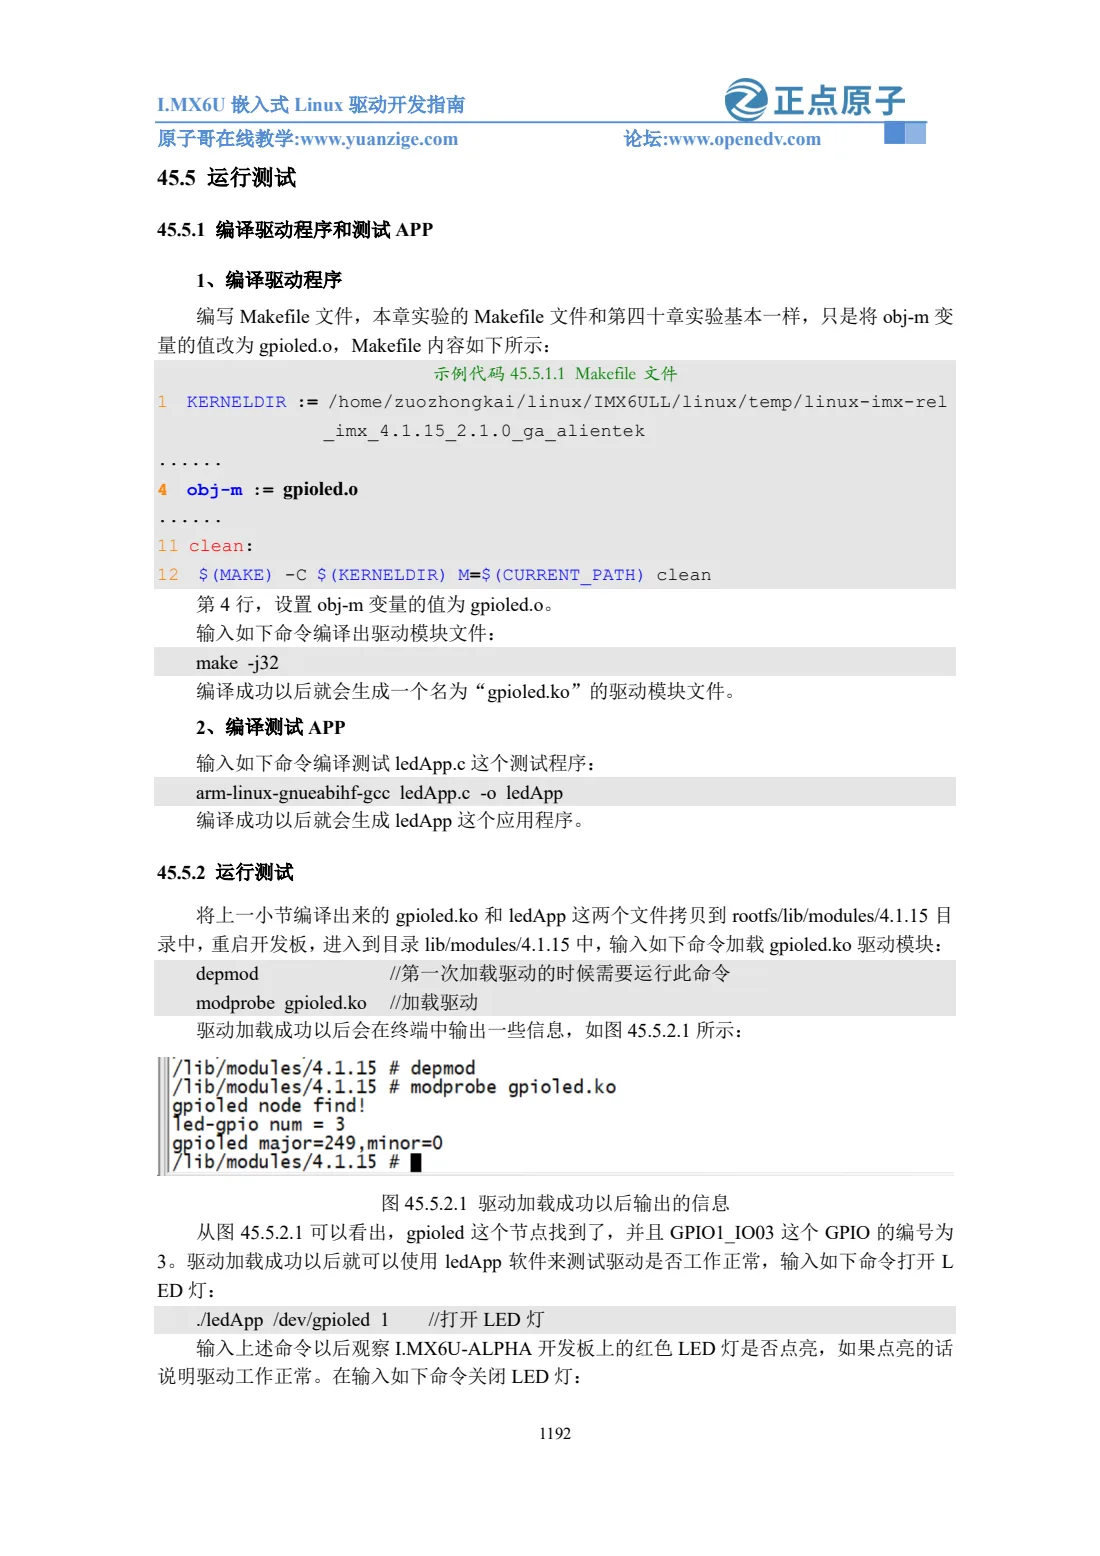 I.MX6U 嵌入式 Linux 驱动开发指南
正点原子
原子哥在线教学:www.yuanzige.com 论坛:www.openedv.com
45.5 运行测试
45.5.1 编译驱动程序和测试 APP
1、编译驱动程序
编写 Makefile 文件，本章实验的 Makefile 文件和第四十章实验基本一样，只是将 obj-m 变
量的值改为 gpioled.o，Makefile 内容如下所示：
示例代码 45.5.1.1 Makefile 文件
1 KERNELDIR := /home/zuozhongkai/linux/IMX6ULL/linux/temp/linux-imx-rel
_imx_4.1.15_2.1.0_ga_alientek
......
4 obj-m := gpioled.o
......
11 clean:
12 $(MAKE) -C $(KERNELDIR) M=$(CURRENT_PATH) clean
第 4 行，设置 obj-m 变量的值为 gpioled.o。
输入如下命令编译出驱动模块文件：
make -j32
编译成功以后就会生成一个名为“gpioled.ko”的驱动模块文件。
2、编译测试 APP
输入如下命令编译测试 ledApp.c 这个测试程序：
arm-linux-gnueabihf-gcc ledApp.c -o ledApp
编译成功以后就会生成 ledApp 这个应用程序。
45.5.2 运行测试
将上一小节编译出来的 gpioled.ko 和 ledApp 这两个文件拷贝到 rootfs/lib/modules/4.1.15 目
录中，重启开发板，进入到目录 lib/modules/4.1.15 中，输入如下命令加载 gpioled.ko 驱动模块：
depmod //第一次加载驱动的时候需要运行此命令
modprobe gpioled.ko //加载驱动
驱动加载成功以后会在终端中输出一些信息，如图 45.5.2.1 所示：
/lib/modules/4.1.15 # depmod
/lib/modules/4.1.15 # modprobe gpioled.ko
gpioled node find!
led-gpio num = 3
gpioled major=249,minor=0
/lib/modules/4.1.15 #
图 45.5.2.1 驱动加载成功以后输出的信息
从图 45.5.2.1 可以看出，gpioled 这个节点找到了，并且 GPIO1_IO03 这个 GPIO 的编号为
3。驱动加载成功以后就可以使用 ledApp 软件来测试驱动是否工作正常，输入如下命令打开 L
ED 灯：
./ledApp /dev/gpioled 1 //打开 LED 灯
输入上述命令以后观察 I.MX6U-ALPHA 开发板上的红色 LED 灯是否点亮，如果点亮的话
说明驱动工作正常。在输入如下命令关闭 LED 灯：
1192